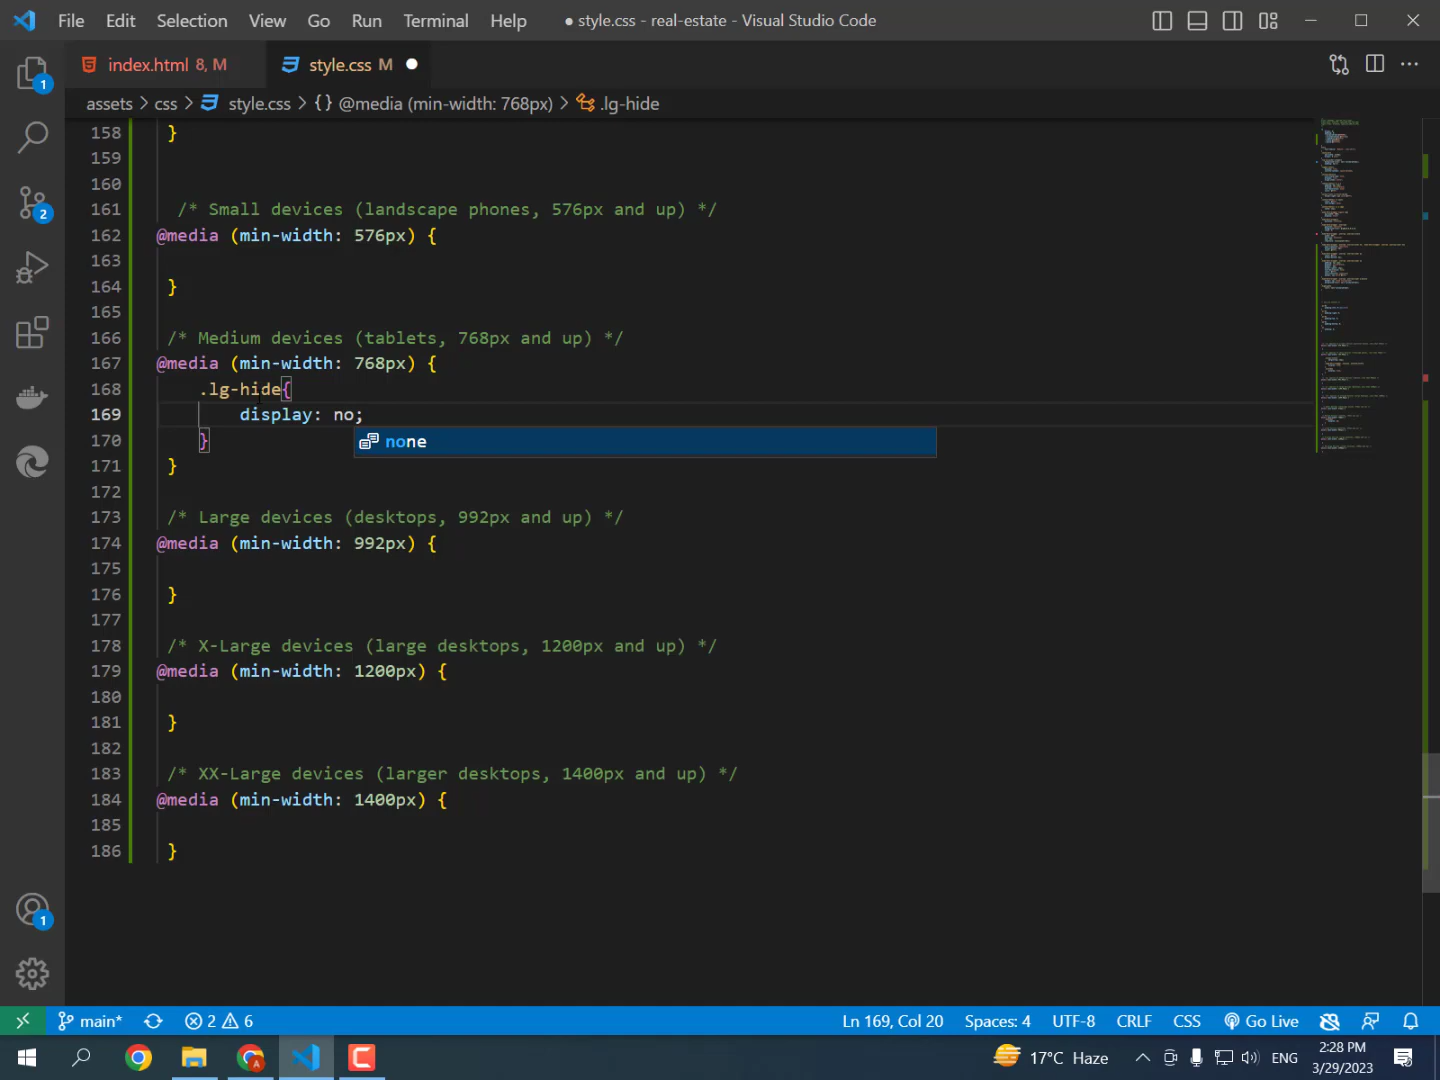 File Edit Selection View Go Run Terminal Help ● style.css - real-estate - Visual Studio Code
index.html 8, M style.css M ●
assets > css > style.css > {} @media (min-width: 768px) > .lg-hide
158 }
159
160
161 /* Small devices (landscape phones, 576px and up) */
162 @media (min-width: 576px) {
163
164 }
165
166 /* Medium devices (tablets, 768px and up) */
167 @media (min-width: 768px) {
168 .lg-hide{
169 display: no;
170 }
none
171 }
172
173 /* Large devices (desktops, 992px and up) */
174 @media (min-width: 992px) {
175
176 }
177
178 /* X-Large devices (large desktops, 1200px and up) */
179 @media (min-width: 1200px) {
180
181 }
182
183 /* XX-Large devices (larger desktops, 1400px and up) */
184 @media (min-width: 1400px) {
185
186 }
1
2
1
main* 2 6 Ln 169, Col 20 Spaces: 4 UTF-8 CRLF CSS Go Live
17°C Haze ENG 2:28 PM
3/29/2023